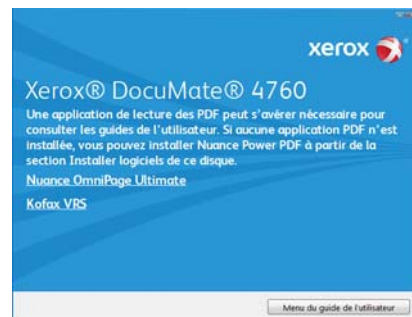 xerox
Xerox® DocuMate® 4760
Une application de lecture des PDF peut s'avérer nécessaire pour
consulter les guides de l'utilisateur. Si aucune application PDF n'est
installée, vous pouvez installer Nuance Power PDF à partir de la
section Installer logiciels de ce disque.
Nuance OmniPage Ultimate
Kofax VRS
Menu du guide de l'utilisateur